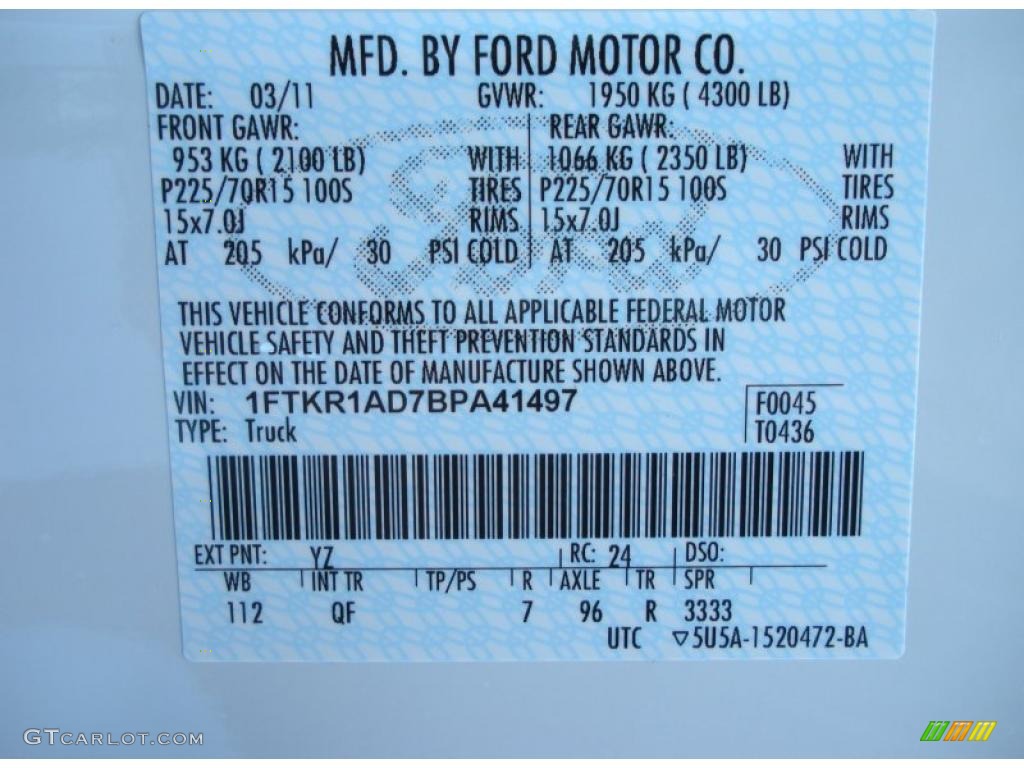 MFD. BY FORD MOTOR CO.
DATE: 03/11 GVWR: 1950 KG ( 4300 LB)
FRONT GAWR: REAR GAWR:
953 KG ( 2100 LB) WITH 1066 KG ( 2350 LB) WITH
P225/70R15 100S TIRES P225/70R15 100S TIRES
15x7.0J RIMS 15x7.0J RIMS
AT 205 kPa/ 30 PSI COLD AT 205 kPa/ 30 PSI COLD
Ford
THIS VEHICLE CONFORMS TO ALL APPLICABLE FEDERAL MOTOR
VEHICLE SAFETY AND THEFT PREVENTION STANDARDS IN
EFFECT ON THE DATE OF MANUFACTURE SHOWN ABOVE.
VIN: 1FTKR1AD7BPA41497 F0045
TYPE: Truck T0436
EXT PNT: YZ RC: 24 DSO:
WB INT TR TP/PS R AXLE TR SPR
112 QF 7 96 R 3333
UTC ▽5U5A-1520472-BA
GTCARLOT.COM